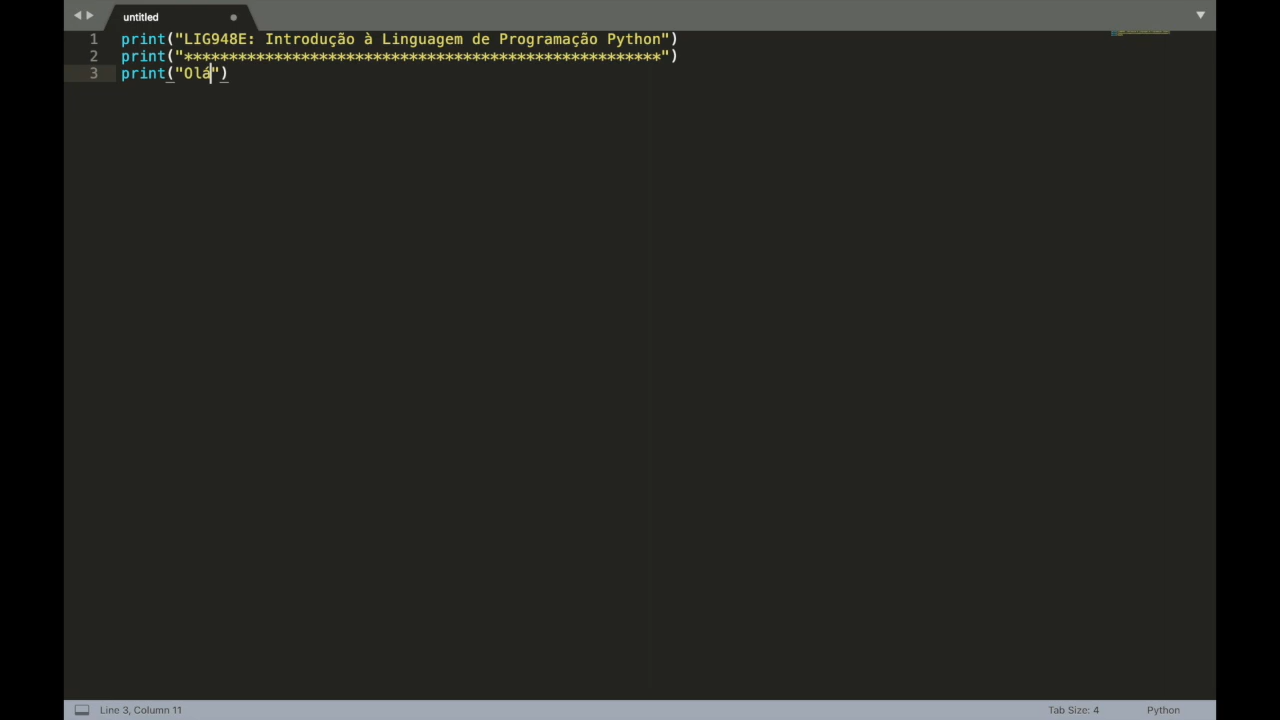 untitled
1 print("LIG948E: Introdução à Linguagem de Programação Python")
2 print("*****************************************************")
3 print("Olá")
Line 3, Column 11
Tab Size: 4
Python